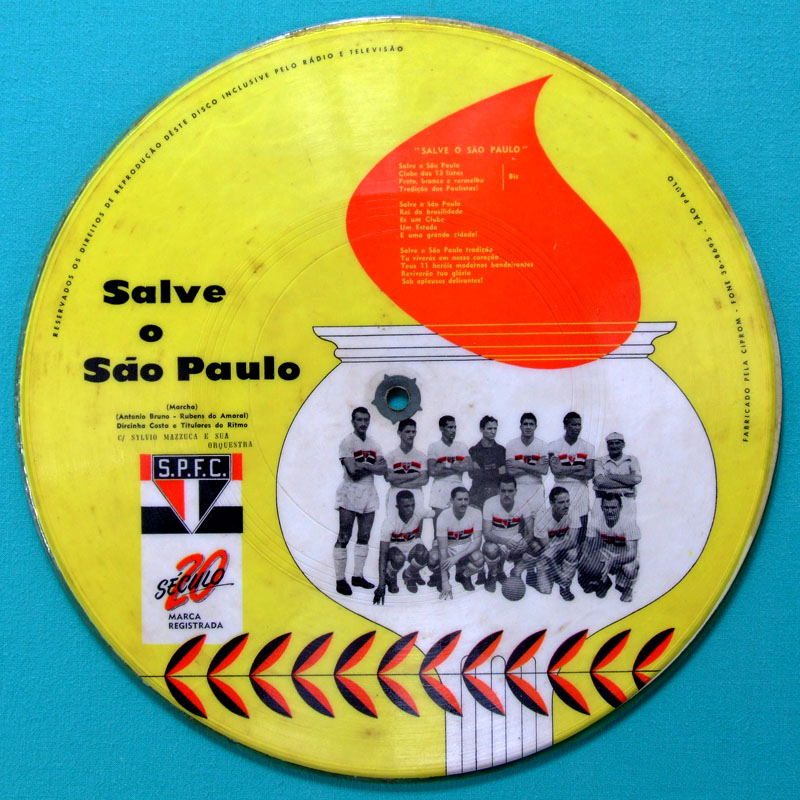 RESERVADOS OS DIREITOS DE REPRODUÇÃO DÊSTE DISCO INCLUSIVE PELO RÁDIO E TELEVISÃO
"SALVE O SÃO PAULO"
Salve o São Paulo
Clube das 13 listas
Preto, branco e vermelho
Tradição dos Paulistas!
Bis
Salve o São Paulo
Rei da brasilidade
És um Clube
Um Estado
E uma grande cidade!
Salve o São Paulo tradição
Tu viverás em nosso coração
Teus 11 heróis modernos bandeirantes
Reviverão tua glória
Sob aplausos delirantes!
Salve
o
São Paulo
(Marcha)
(Antonio Bruno - Rubens do Amaral)
Dircinha Costa e Titulares do Ritmo
C/ SYLVIO MAZZUCA E SUA
ORQUESTRA
S.P.F.C.
SÉCULO 20
MARCA
REGISTRADA
FABRICADO PELA CIPROM - FONE 50-8095 - SÃO PAULO